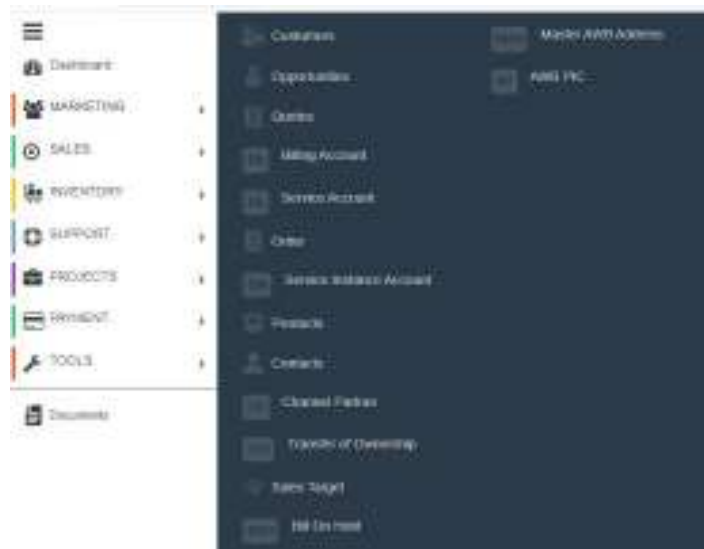 Dashboard
MARKETING
SALES
INVENTORY
SUPPORT
PROJECTS
PAYMENT
TOOLS
Documents
Customers
Opportunities
Quotes
Billing Account
Service Account
Order
Service Instance Account
Products
Contacts
Channel Partner
Transfer of Ownership
Sales Target
Bill On Hold
Master AWB Address
AWB PIC